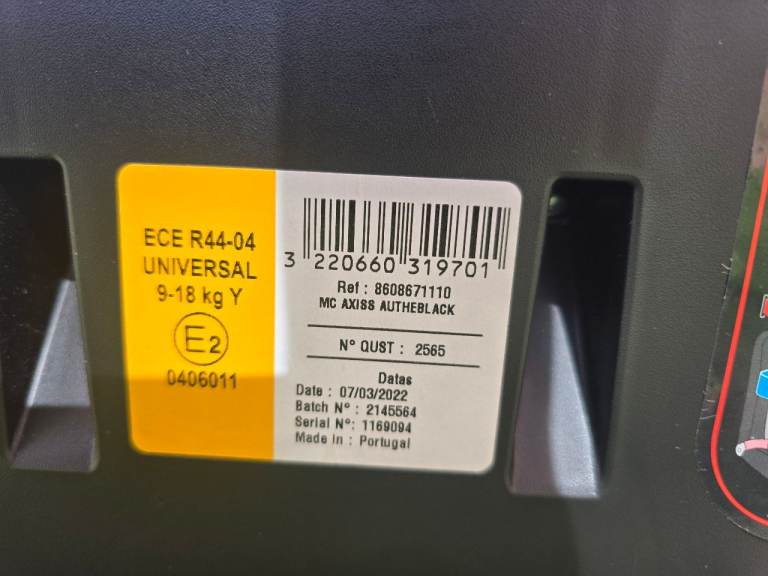 ECE R44-04
UNIVERSAL
9-18 kg Y
E2
0406011
3 220660 319701
Ref : 8608671110
MC AXISS AUTHEBLACK
N° QUST : 2565
Datas
Date : 07/03/2022
Batch N° : 2145564
Serial N°: 1169094
Made in : Portugal